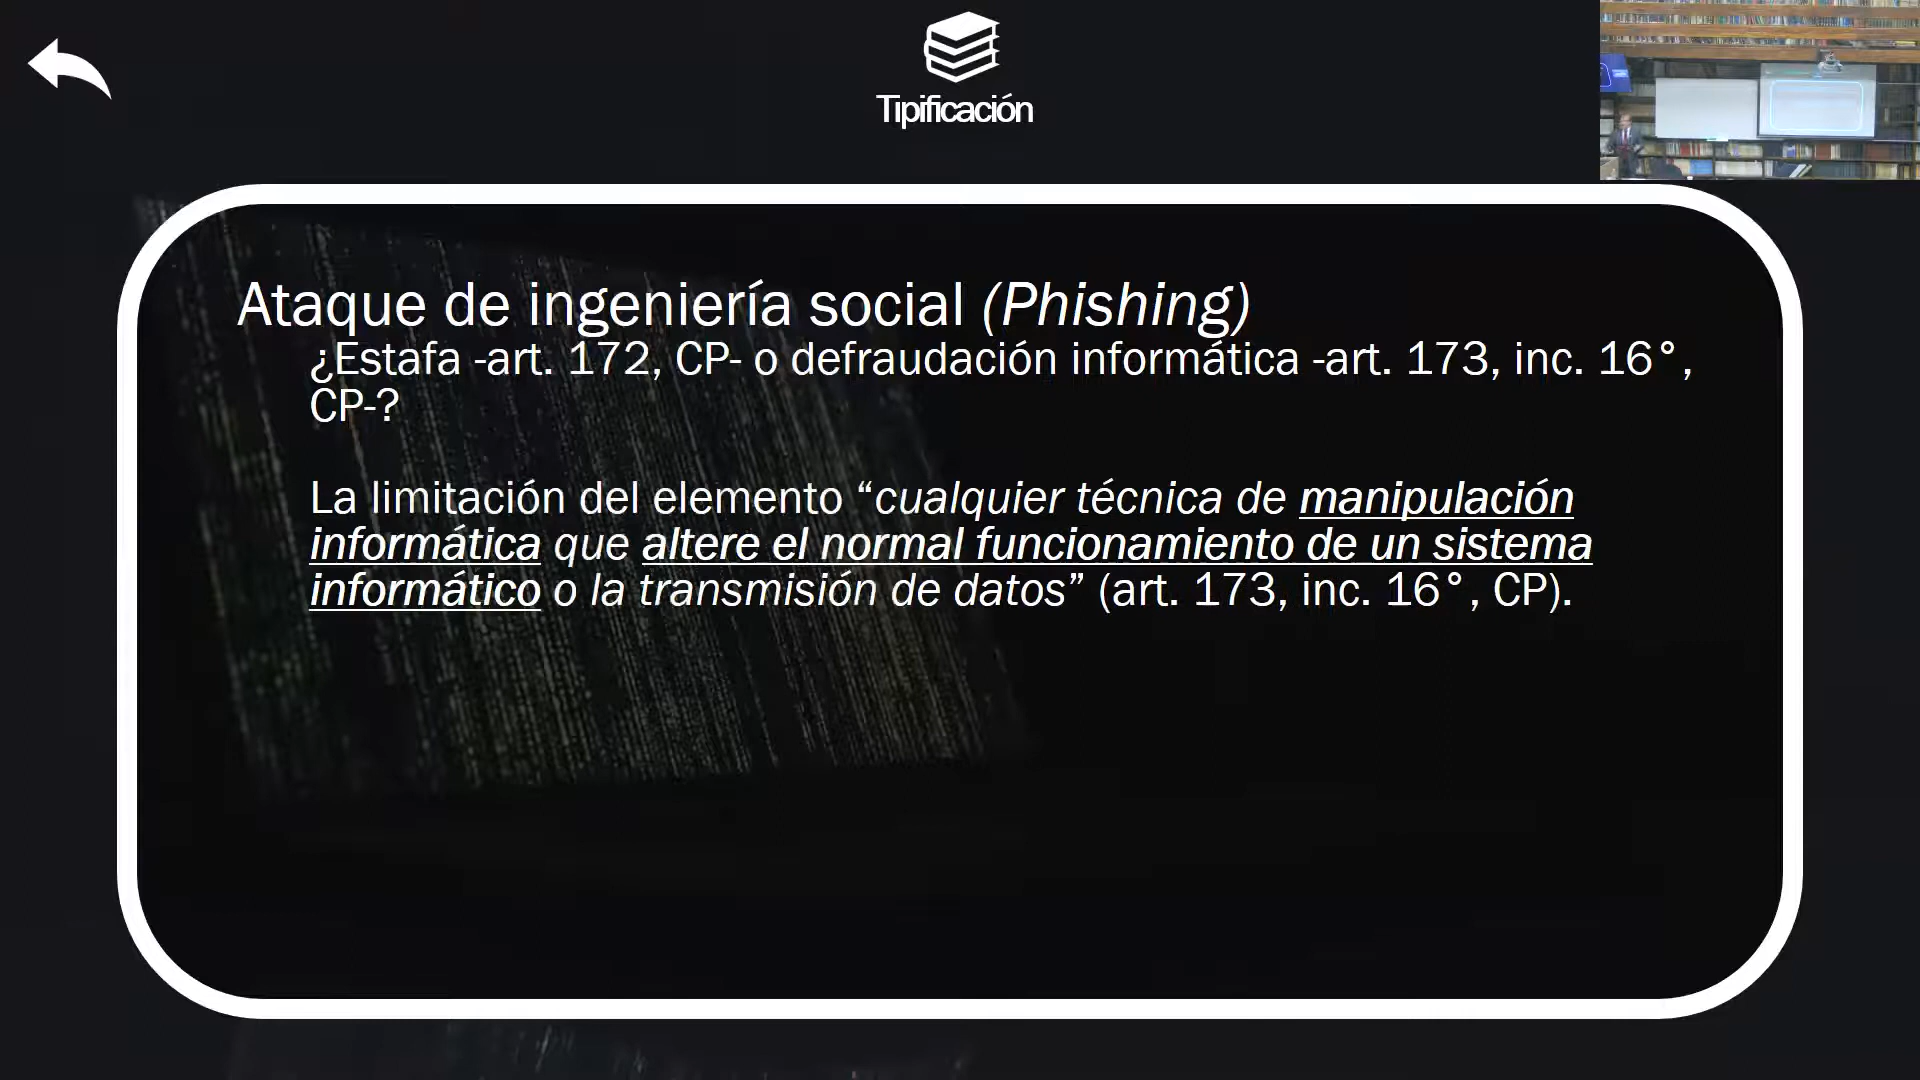 Tipificación
Ataque de ingeniería social (Phishing)
¿Estafa -art. 172, CP- o defraudación informática -art. 173, inc. 16°,
CP-?
La limitación del elemento “cualquier técnica de manipulación
informática que altere el normal funcionamiento de un sistema
informático o la transmisión de datos” (art. 173, inc. 16°, CP).